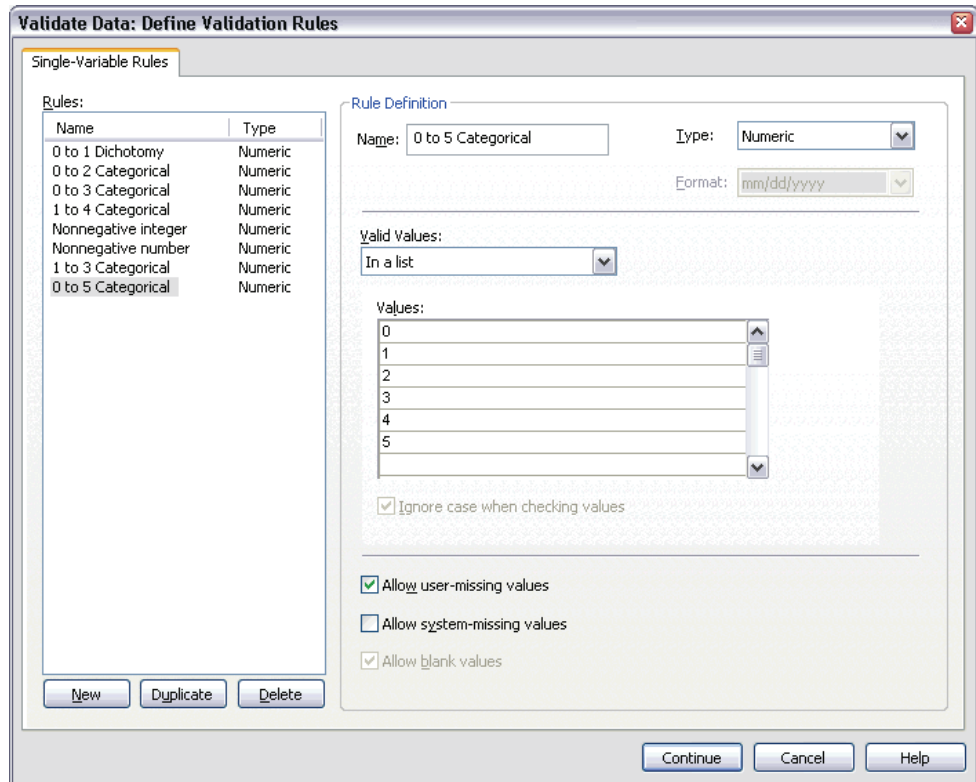 Validate Data: Define Validation Rules
Single-Variable Rules
Rules:
Name Type
0 to 1 Dichotomy Numeric
0 to 2 Categorical Numeric
0 to 3 Categorical Numeric
1 to 4 Categorical Numeric
Nonnegative integer Numeric
Nonnegative number Numeric
1 to 3 Categorical Numeric
0 to 5 Categorical Numeric
New Duplicate Delete
Rule Definition
Name: 0 to 5 Categorical Type: Numeric
Format: mm/dd/yyyy
Valid Values:
In a list
Values:
0
1
2
3
4
5
Ignore case when checking values
Allow user-missing values
Allow system-missing values
Allow blank values
Continue Cancel Help